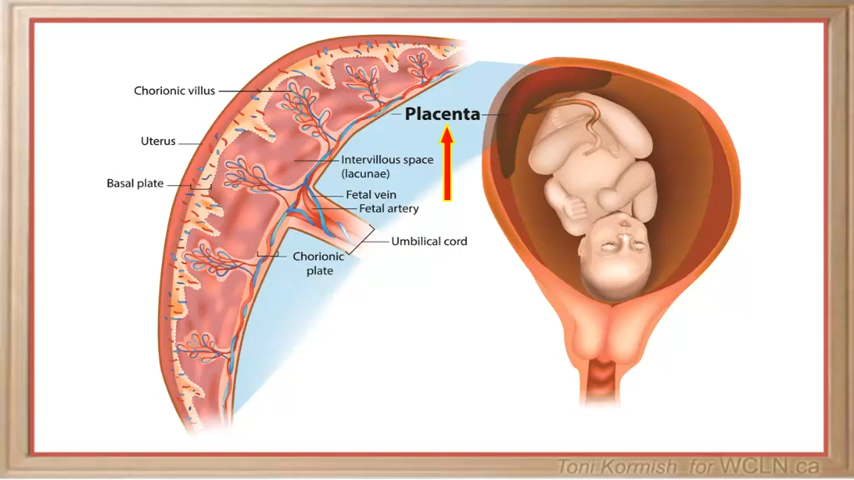 Chorionic villus
Placenta
Uterus
Intervillous space
(lacunae)
Basal plate
Fetal vein
Fetal artery
Umbilical cord
Chorionic
plate
Toni Kormish for WCLN.ca